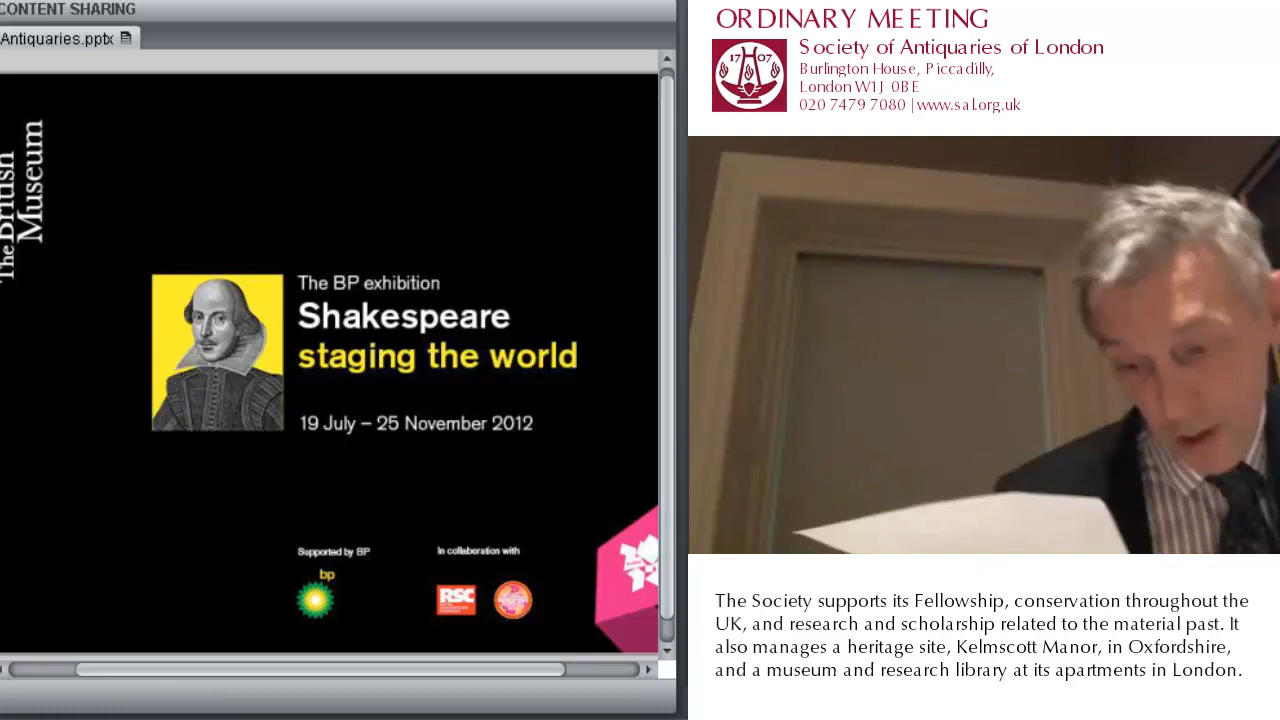 CONTENT SHARING
Antiquaries.pptx
The British
Museum
The BP exhibition
Shakespeare
staging the world
19 July – 25 November 2012
Supported by BP
bp
In collaboration with
RSC
ORDINARY MEETING
Society of Antiquaries of London
Burlington House, Piccadilly,
London W1J 0BE
020 7479 7080 | www.sal.org.uk
1707
The Society supports its Fellowship, conservation throughout the
UK, and research and scholarship related to the material past. It
also manages a heritage site, Kelmscott Manor, in Oxfordshire,
and a museum and research library at its apartments in London.